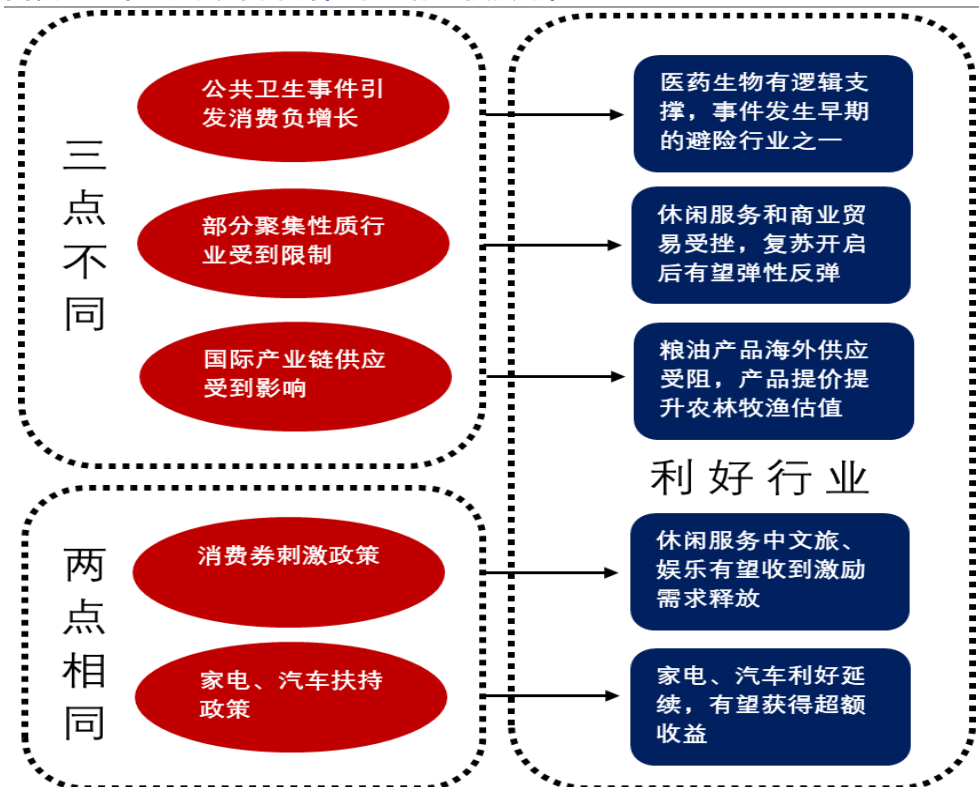 三点不同
公共卫生事件引
发消费负增长
医药生物有逻辑支
撑，事件发生早期
的避险行业之一
部分聚集性质行
业受到限制
休闲服务和商业贸
易受挫，复苏开启
后有望弹性反弹
国际产业链供应
受到影响
粮油产品海外供应
受阻，产品提价提
升农林牧渔估值
利好行业
两点相同
消费券刺激政策
休闲服务中文旅、
娱乐有望收到激励
需求释放
家电、汽车扶持
政策
家电、汽车利好延
续，有望获得超额
收益